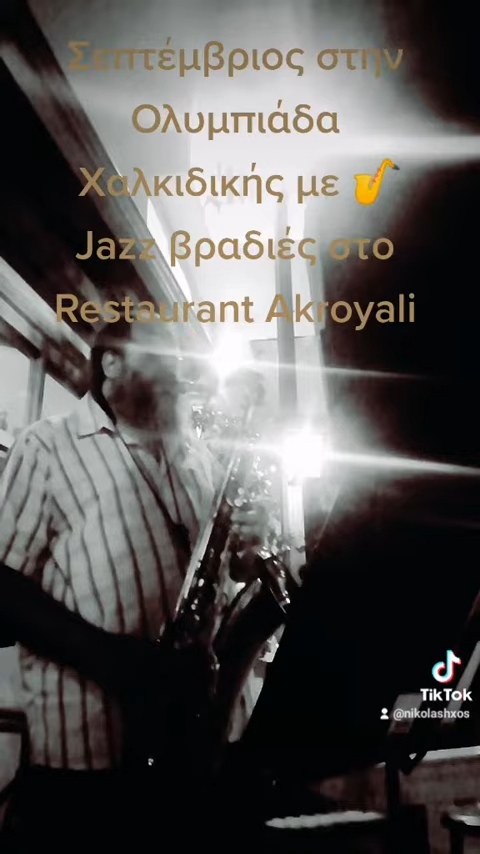 Σεπτέμβριος στην
Ολυμπιάδα
Χαλκιδικής με 🎷
Jazz βραδιές στο
Restaurant Akroyali
TikTok
@nikolashxos